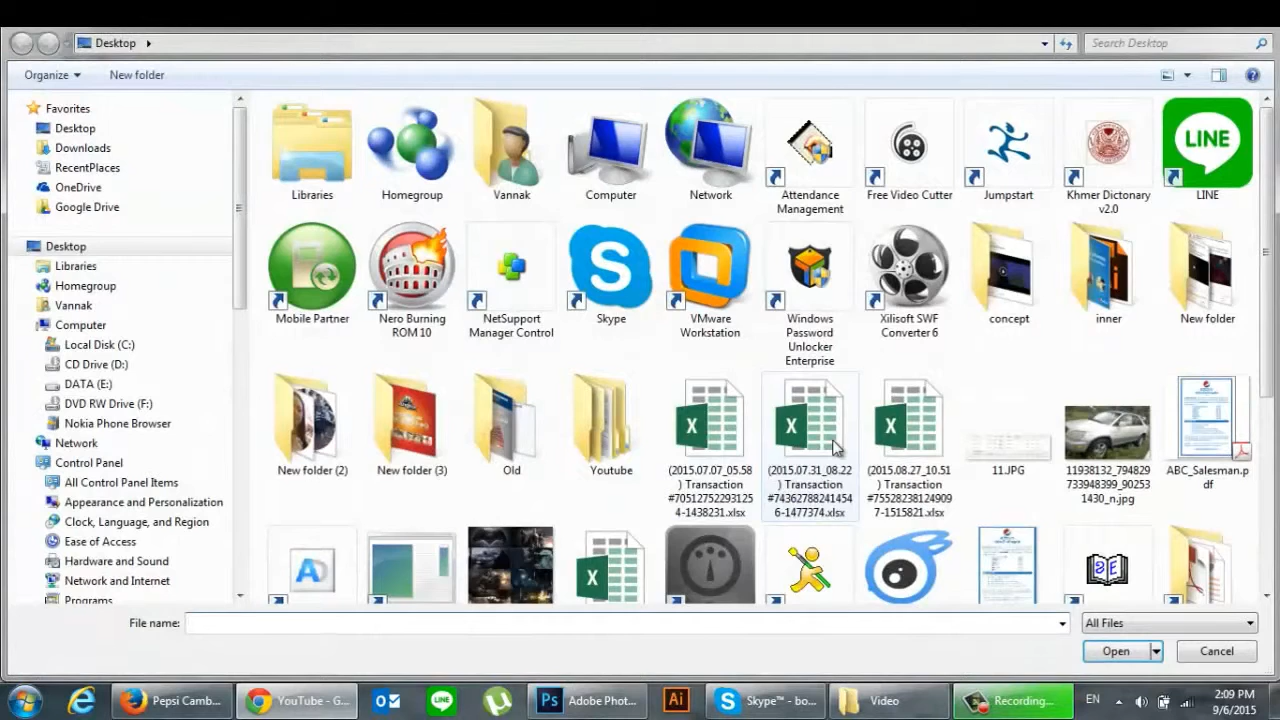 Desktop
Search Desktop
Organize
New folder
Favorites
Desktop
Downloads
RecentPlaces
OneDrive
Google Drive
Desktop
Libraries
Homegroup
Vannak
Computer
Local Disk (C:)
CD Drive (D:)
DATA (E:)
DVD RW Drive (F:)
Nokia Phone Browser
Network
Control Panel
All Control Panel Items
Appearance and Personalization
Clock, Language, and Region
Ease of Access
Hardware and Sound
Network and Internet
Programs
Libraries
Homegroup
Vannak
Computer
Network
Attendance
Management
Free Video Cutter
Jumpstart
Khmer Dictonary
v2.0
LINE
LINE
Mobile Partner
Nero Burning
ROM 10
NetSupport
Manager Control
Skype
VMware
Workstation
Windows
Password
Unlocker
Enterprise
Xilisoft SWF
Converter 6
concept
inner
New folder
New folder (2)
New folder (3)
Old
Youtube
(2015.07.07_05.58
) Transaction
#70512752293125
4-1438231.xlsx
(2015.07.31_08.22
) Transaction
#74362788241454
6-1477374.xlsx
(2015.08.27_10.51
) Transaction
#75528238124909
7-1515821.xlsx
11.JPG
11938132_794829
733948399_90253
1430_n.jpg
ABC_Salesman.p
df
File name:
All Files
Open
Cancel
Pepsi Camb...
YouTube - G...
LINE
Ps
Adobe Phot...
Ai
Skype™ - bo...
Video
Recording...
EN
2:09 PM
9/6/2015